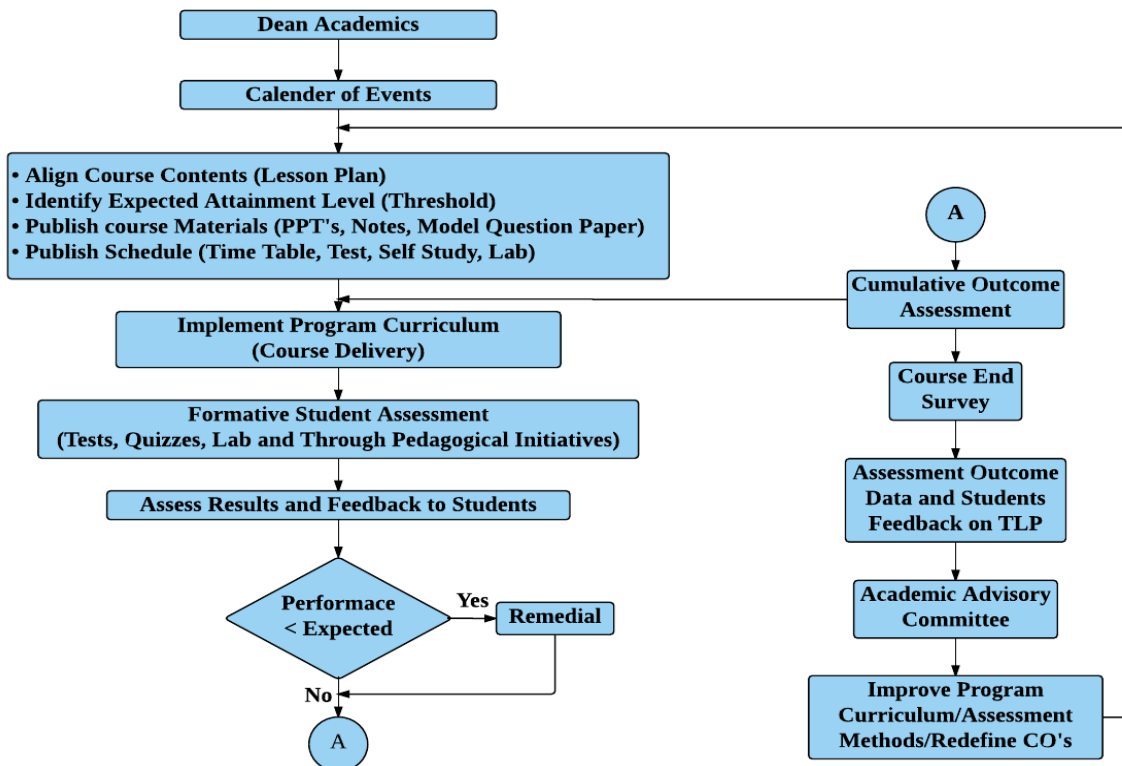 Dean Academics
Calender of Events
• Align Course Contents (Lesson Plan)
• Identify Expected Attainment Level (Threshold)
• Publish course Materials (PPT's, Notes, Model Question Paper)
• Publish Schedule (Time Table, Test, Self Study, Lab)
Implement Program Curriculum
(Course Delivery)
Formative Student Assessment
(Tests, Quizzes, Lab and Through Pedagogical Initiatives)
Assess Results and Feedback to Students
Performace
< Expected
Yes
Remedial
No
A
A
Cumulative Outcome
Assessment
Course End
Survey
Assessment Outcome
Data and Students
Feedback on TLP
Academic Advisory
Committee
Improve Program
Curriculum/Assessment
Methods/Redefine CO's